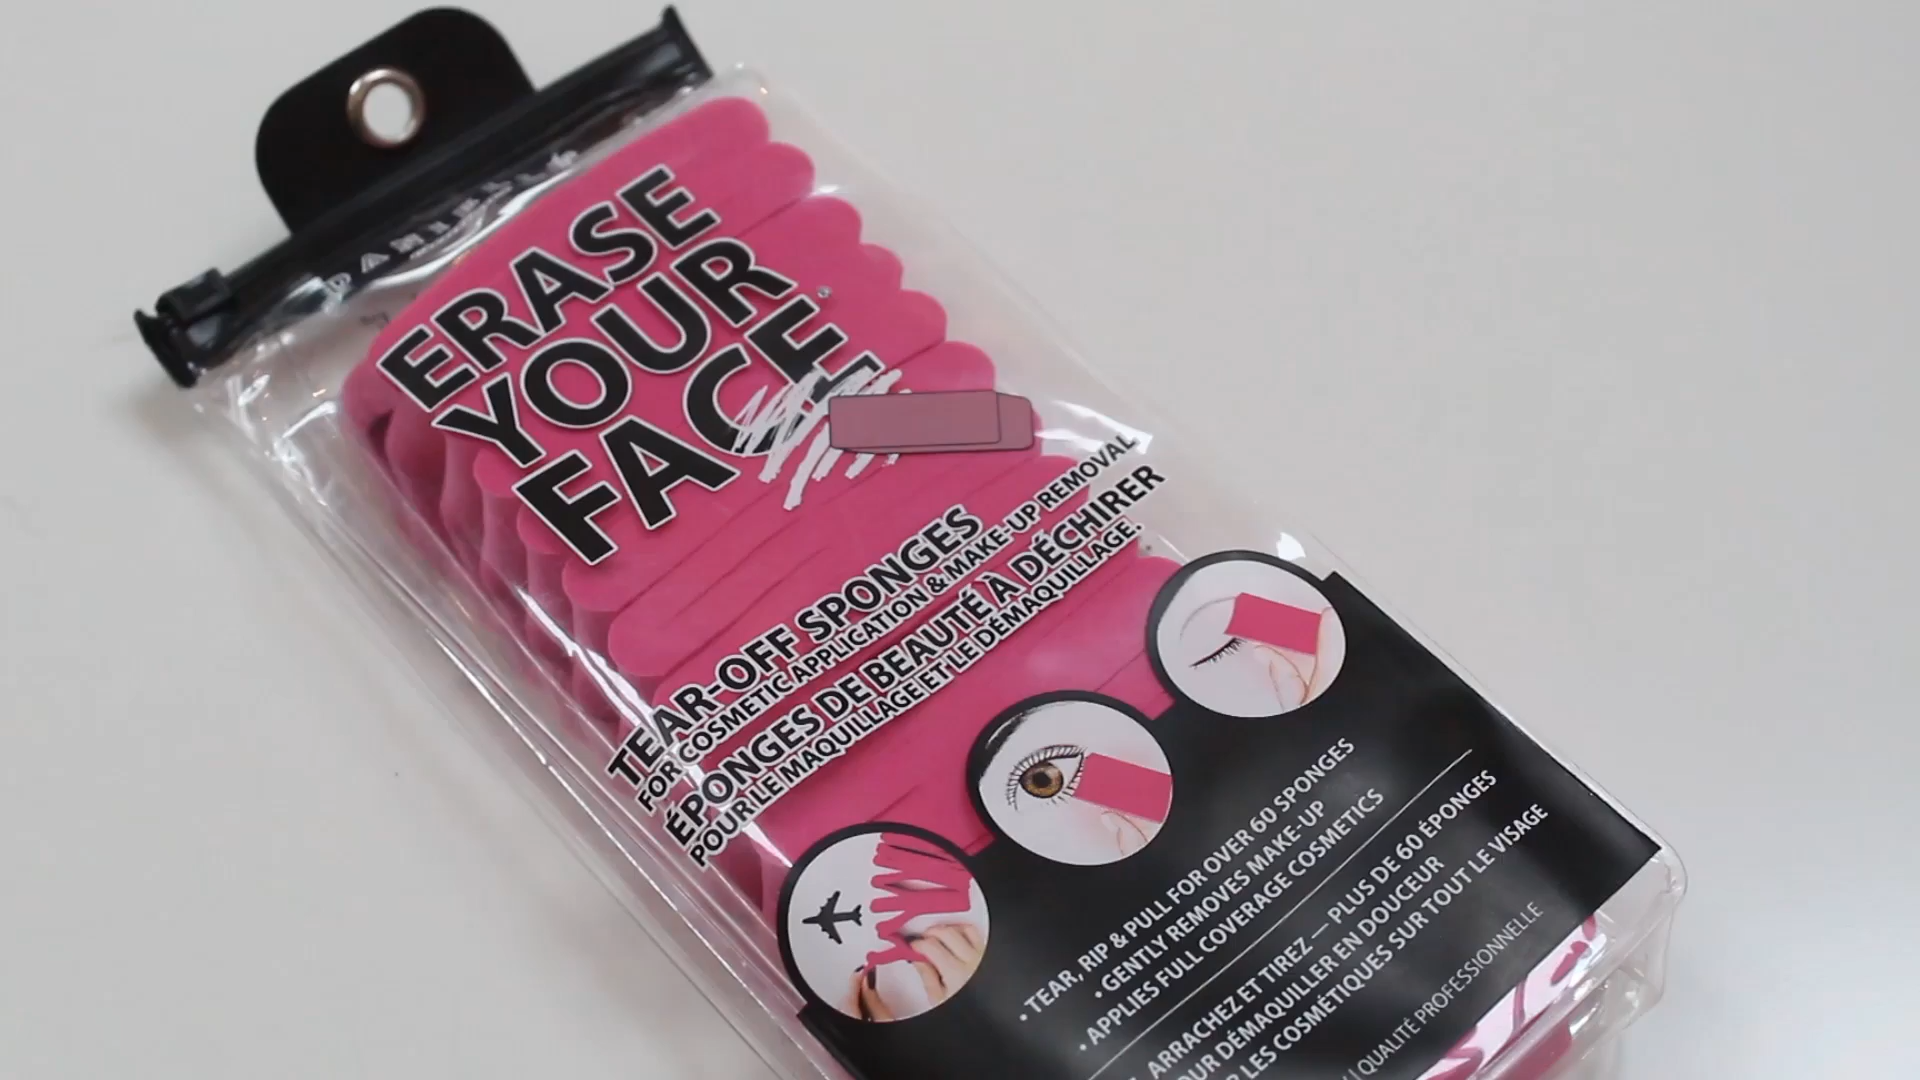 DANIELLE
ERASE
YOUR
FACE
TEAR-OFF SPONGES
FOR COSMETIC APPLICATION & MAKE-UP REMOVAL
ÉPONGES DE BEAUTÉ À DÉCHIRER
POUR LE MAQUILLAGE ET LE DÉMAQUILLAGE.
• TEAR, RIP & PULL FOR OVER 60 SPONGES
• GENTLY REMOVES MAKE-UP
• APPLIES FULL COVERAGE COSMETICS
ARRACHEZ ET TIREZ — PLUS DE 60 ÉPONGES
DÉMAQUILLER EN DOUCEUR
LES COSMÉTIQUES SUR TOUT LE VISAGE
QUALITÉ PROFESSIONNELLE